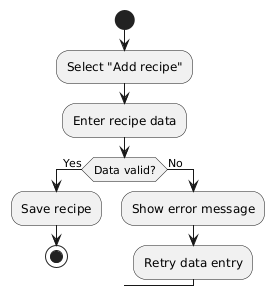 Select "Add recipe"
Enter recipe data
Yes
Data valid?
No
Save recipe
Show error message
Retry data entry